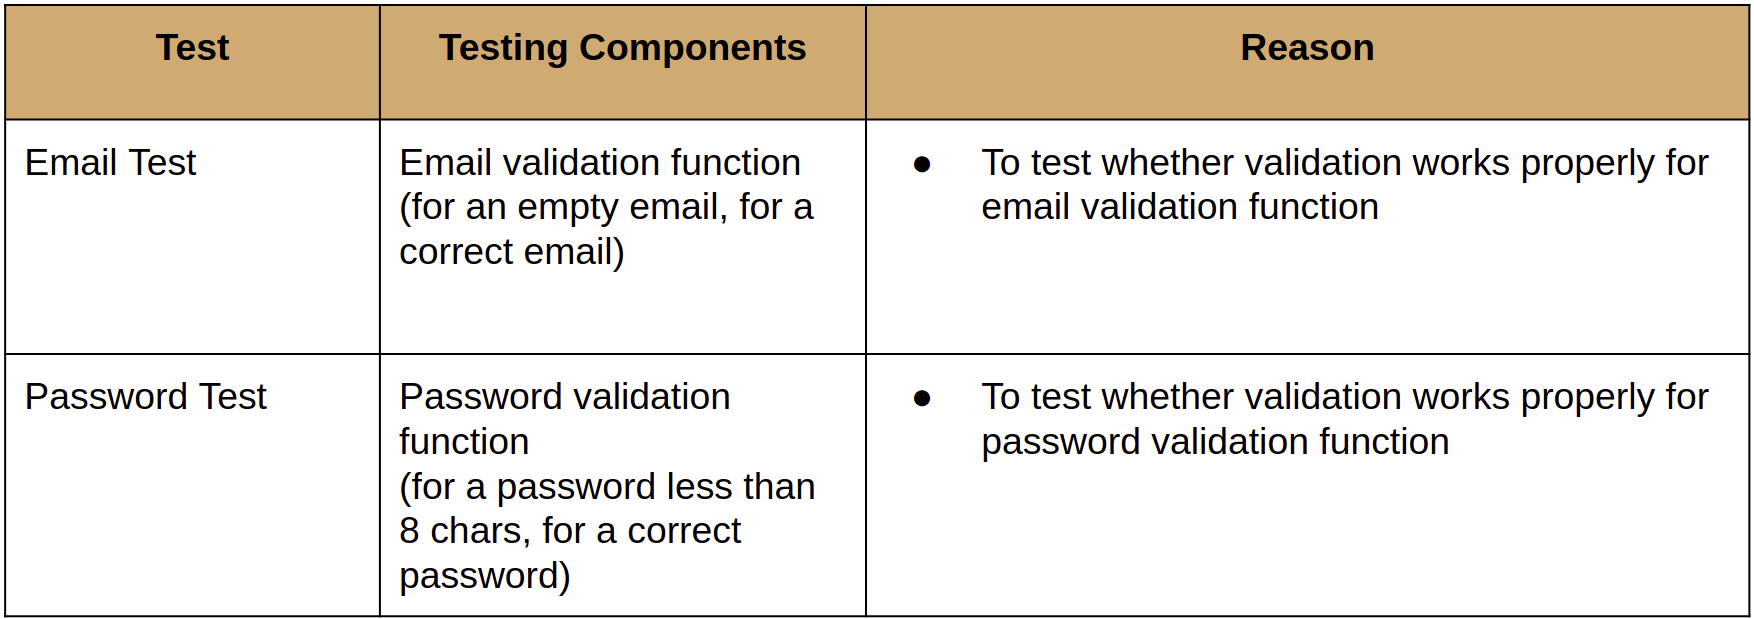 Test
Testing Components
Reason
Email Test
Email validation function
(for an empty email, for a
correct email)
● To test whether validation works properly for
email validation function
Password Test
Password validation
function
(for a password less than
8 chars, for a correct
password)
● To test whether validation works properly for
password validation function